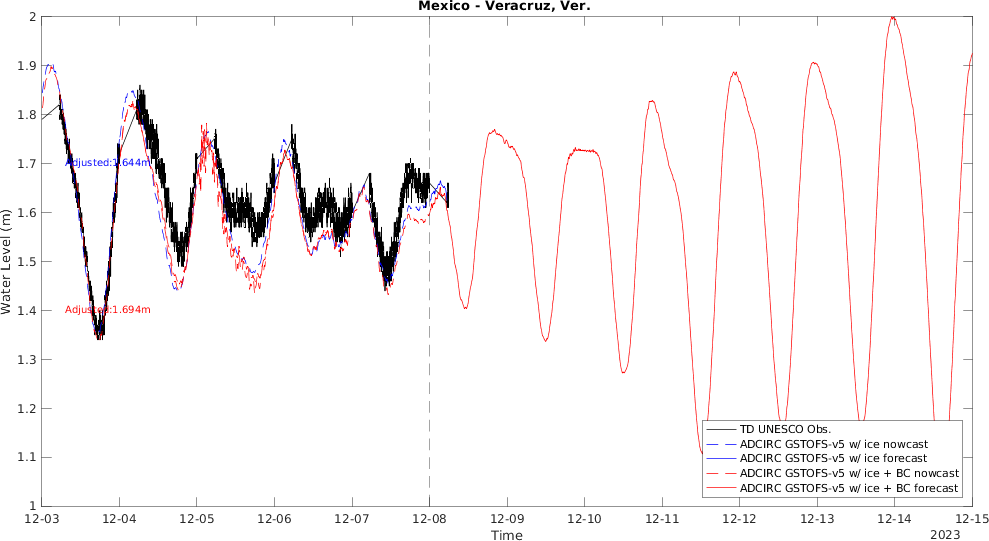 Mexico - Veracruz, Ver.
2
1.9
1.8
1.7
1.6
1.5
1.4
1.3
1.2
1.1
1
Water Level (m)
Adjusted:1.644m
Adjusted:1.694m
TD UNESCO Obs.
ADCIRC GSTOFS-v5 w/ ice nowcast
ADCIRC GSTOFS-v5 w/ ice forecast
ADCIRC GSTOFS-v5 w/ ice + BC nowcast
ADCIRC GSTOFS-v5 w/ ice + BC forecast
12-03 12-04 12-05 12-06 12-07 12-08 12-09 12-10 12-11 12-12 12-13 12-14 12-15
Time
2023